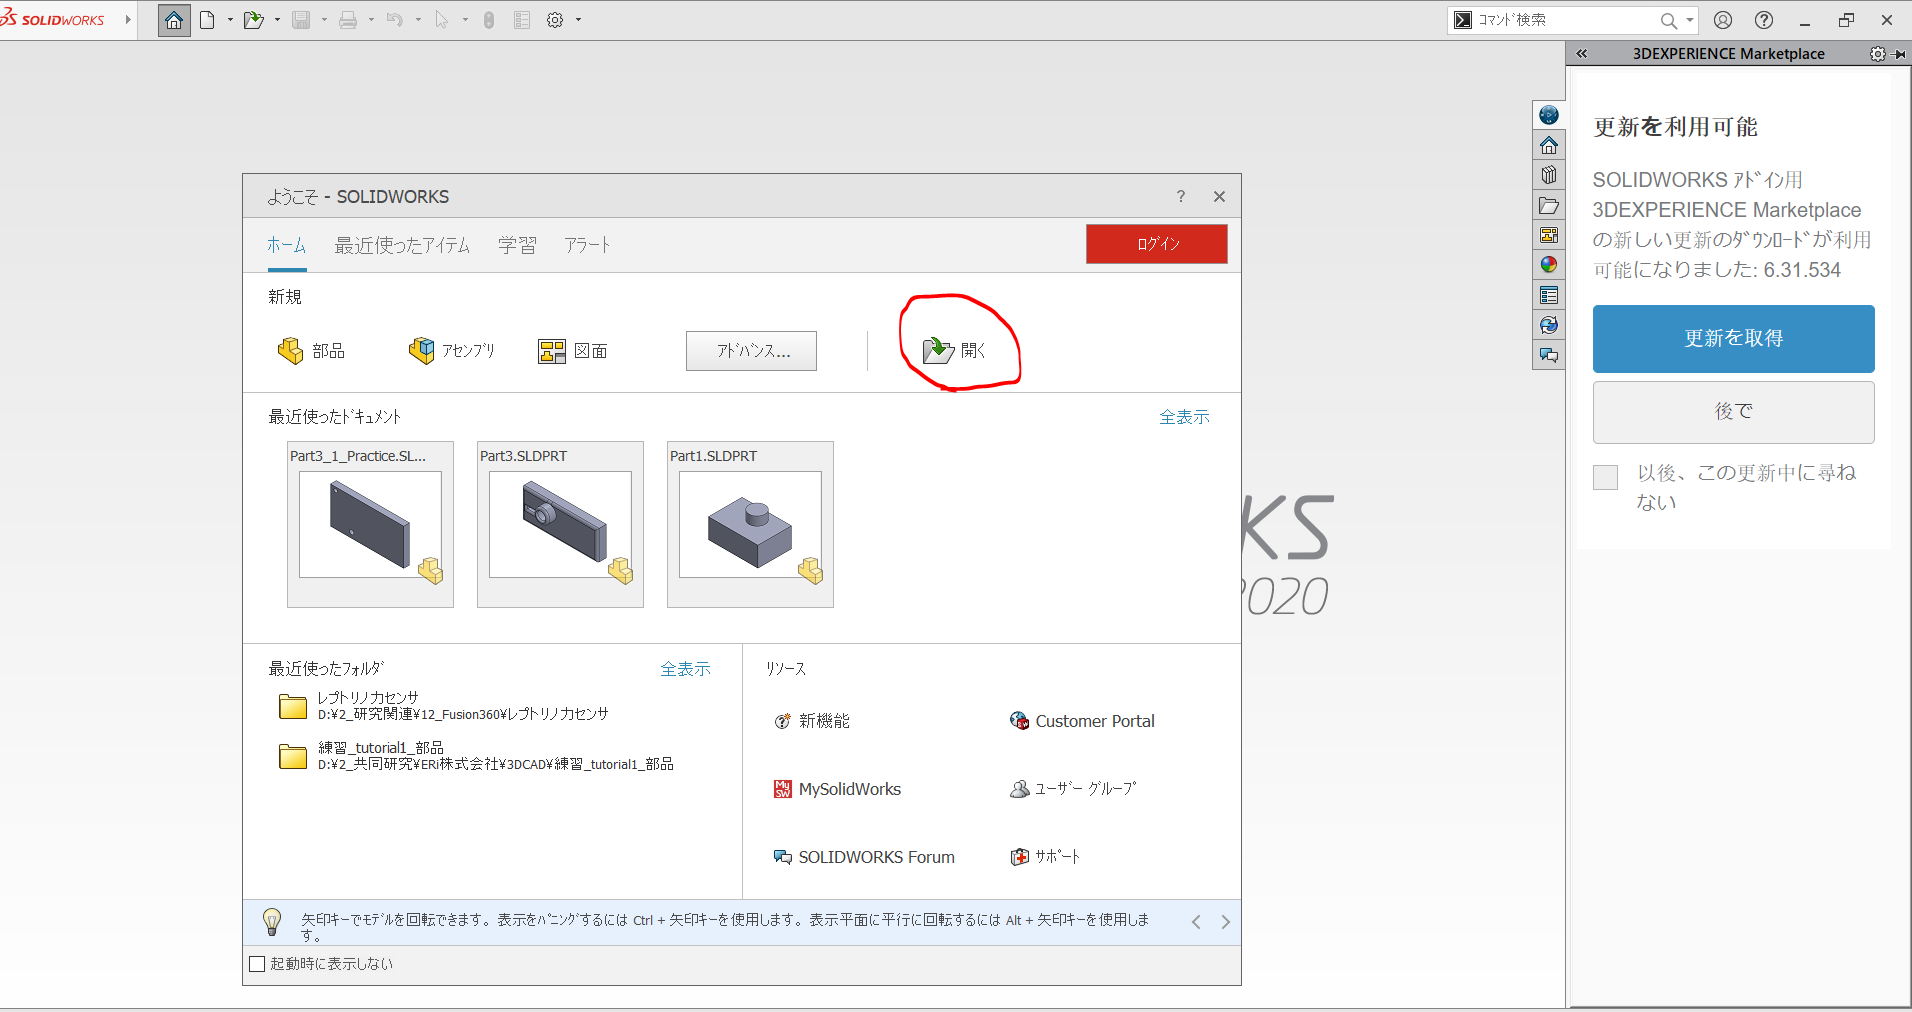 SOLIDWORKS
コマンド検索
3DEXPERIENCE Marketplace
更新を利用可能
SOLIDWORKS アドイン用
3DEXPERIENCE Marketplace
の新しい更新のダウンロードが利用
可能になりました: 6.31.534
更新を取得
後で
以後、この更新中に尋ね
ない
ようこそ - SOLIDWORKS
ホーム 最近使ったアイテム 学習 アラート
ログイン
新規
部品 アセンブリ 図面 アドバンス... 開く
最近使ったドキュメント 全表示
Part3_1_Practice.SL... Part3.SLDPRT Part1.SLDPRT
KS
2020
最近使ったフォルダ 全表示
レプトリノ力センサ
D:¥2_研究関連¥12_Fusion360¥レプトリノ力センサ
練習_tutorial1_部品
D:¥2_共同研究¥ERi株式会社¥3DCAD¥練習_tutorial1_部品
リソース
新機能 Customer Portal
MySolidWorks ユーザー グループ
SOLIDWORKS Forum サポート
矢印キーでモデルを回転できます。表示をパニングするには Ctrl + 矢印キーを使用します。表示平面に平行に回転するには Alt + 矢印キーを使用しま
す。
起動時に表示しない